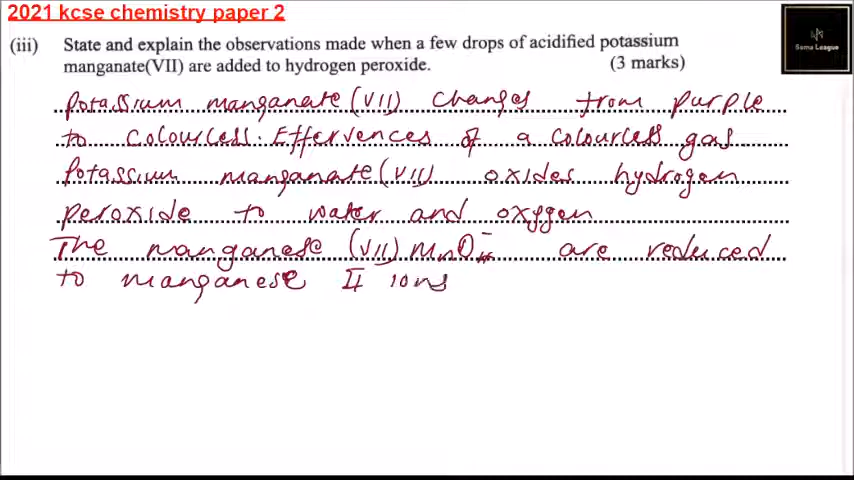 2021 kcse chemistry paper 2
(iii) State and explain the observations made when a few drops of acidified potassium
manganate(VII) are added to hydrogen peroxide. (3 marks)
Soma League
Potassium manganate (VII) changes from purple
to colourless. Effervences of a colourless gas
Potassium manganate (VII) oxides hydrogen
peroxide to water and oxygen
The manganese (VII) MnO₄⁻ are reduced
to manganese II ions